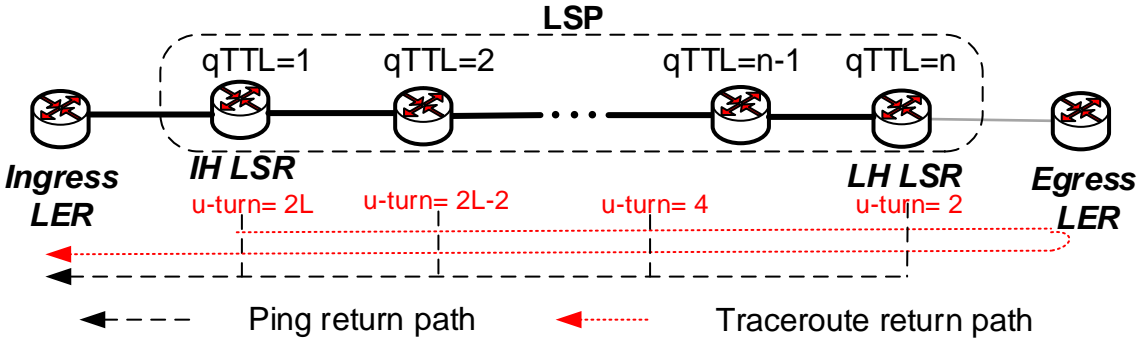 LSP
qTTL=1
qTTL=2
qTTL=n-1
qTTL=n
Ingress
LER
IH LSR
LH LSR
Egress
LER
u-turn= 2L
u-turn= 2L-2
u-turn= 4
u-turn= 2
Ping return path
Traceroute return path